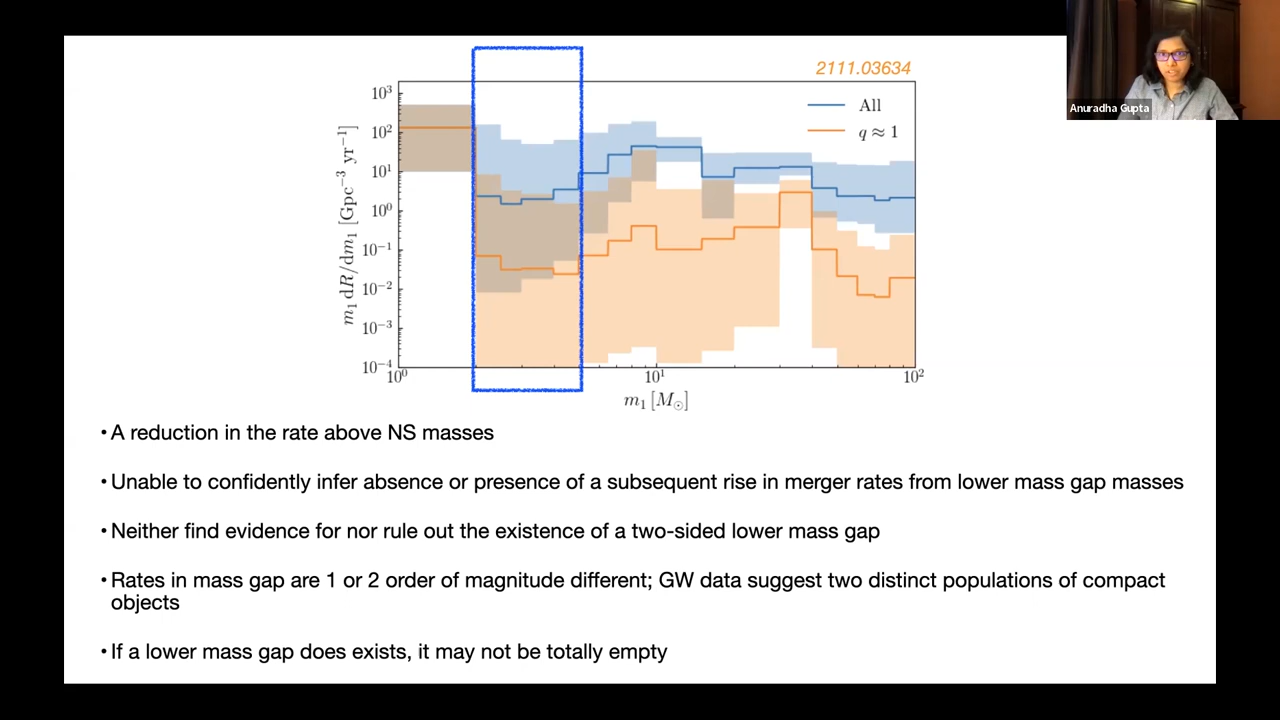 Anuradha Gupta
2111.03634
All
q ≈ 1
10³
10²
10¹
10⁰
10⁻¹
10⁻²
10⁻³
10⁻⁴
m₁ dR/dm₁ [Gpc⁻³ yr⁻¹]
10⁰ 10¹ 10²
m₁ [M⊙]
• A reduction in the rate above NS masses
• Unable to confidently infer absence or presence of a subsequent rise in merger rates from lower mass gap masses
• Neither find evidence for nor rule out the existence of a two-sided lower mass gap
• Rates in mass gap are 1 or 2 order of magnitude different; GW data suggest two distinct populations of compact
objects
• If a lower mass gap does exists, it may not be totally empty